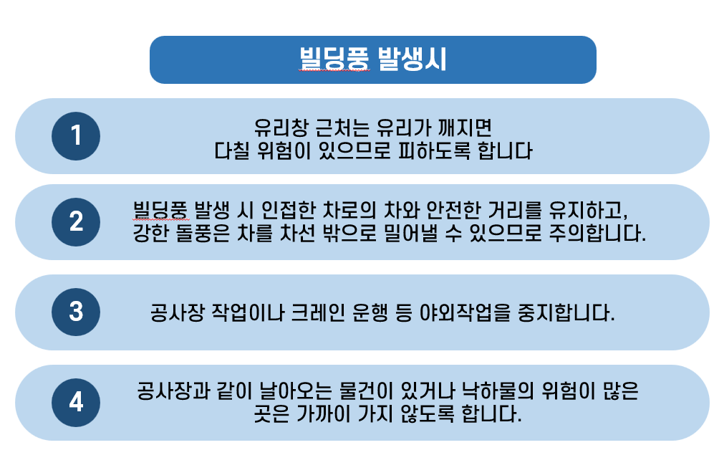 빌딩풍 발생시
1
유리창 근처는 유리가 깨지면
다칠 위험이 있으므로 피하도록 합니다
2
빌딩풍 발생 시 인접한 차로의 차와 안전한 거리를 유지하고,
강한 돌풍은 차를 차선 밖으로 밀어낼 수 있으므로 주의합니다.
3
공사장 작업이나 크레인 운행 등 야외작업을 중지합니다.
4
공사장과 같이 날아오는 물건이 있거나 낙하물의 위험이 많은
곳은 가까이 가지 않도록 합니다.